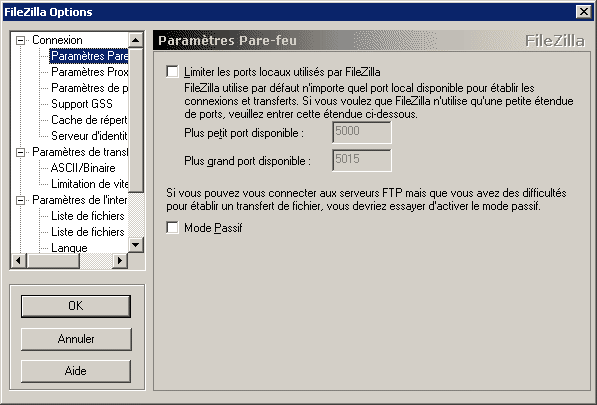 FileZilla Options
Connexion
Paramètres Pare
Paramètres Prox
Paramètres de p
Support GSS
Cache de répert
Serveur d'identit
Paramètres de transf
ASCII/Binaire
Limitation de vite
Paramètres de l'inter
Liste de fichiers
Liste de fichiers
Langue
OK
Annuler
Aide
Paramètres Pare-feu
FileZilla
Limiter les ports locaux utilisés par FileZilla
FileZilla utilise par défaut n'importe quel port local disponible pour établir les
connexions et transferts. Si vous voulez que FileZilla n'utilise qu'une petite étendue
de ports, veuillez entrer cette étendue ci-dessous.
Plus petit port disponible :
5000
Plus grand port disponible :
5015
Si vous pouvez vous connecter aux serveurs FTP mais que vous avez des difficultés
pour établir un transfert de fichier, vous devriez essayer d'activer le mode passif.
Mode Passif